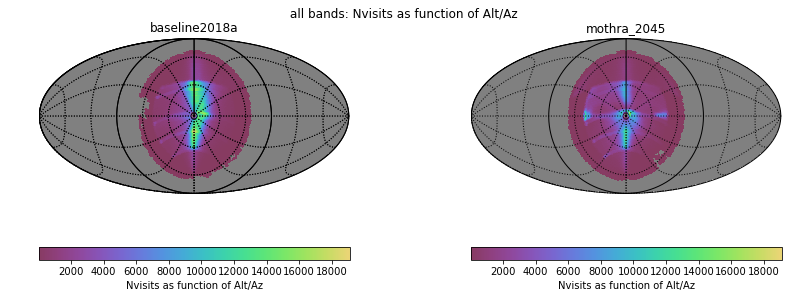 all bands: Nvisits as function of Alt/Az
baseline2018a
mothra_2045
2000 4000 6000 8000 10000 12000 14000 16000 18000
Nvisits as function of Alt/Az
2000 4000 6000 8000 10000 12000 14000 16000 18000
Nvisits as function of Alt/Az